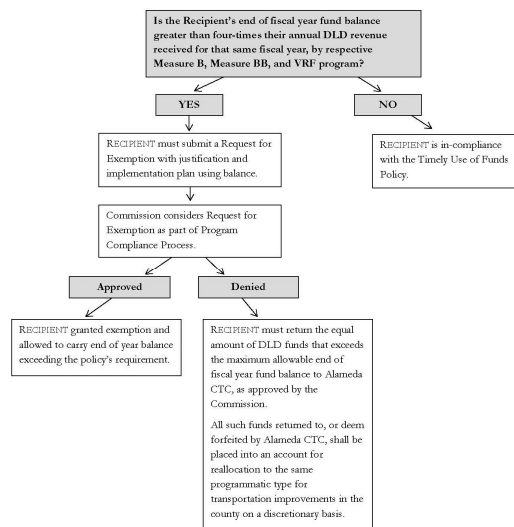 Is the Recipient's end of fiscal year fund balance
greater than four-times their annual DLD revenue
received for that same fiscal year, by respective
Measure B, Measure BB, and VRF program?
YES
NO
RECIPIENT must submit a Request for
Exemption with justification and
implementation plan using balance.
RECIPIENT is in-compliance
with the Timely Use of Funds
Policy.
Commission considers Request for
Exemption as part of Program
Compliance Process.
Approved
Denied
RECIPIENT granted exemption and
allowed to carry end of year balance
exceeding the policy's requirement.
RECIPIENT must return the equal
amount of DLD funds that exceeds
the maximum allowable end of
fiscal year fund balance to Alameda
CTC, as approved by the
Commission.
All such funds returned to, or deem
forfeited by Alameda CTC, shall be
placed into an account for
reallocation to the same
programmatic type for
transportation improvements in the
county on a discretionary basis.